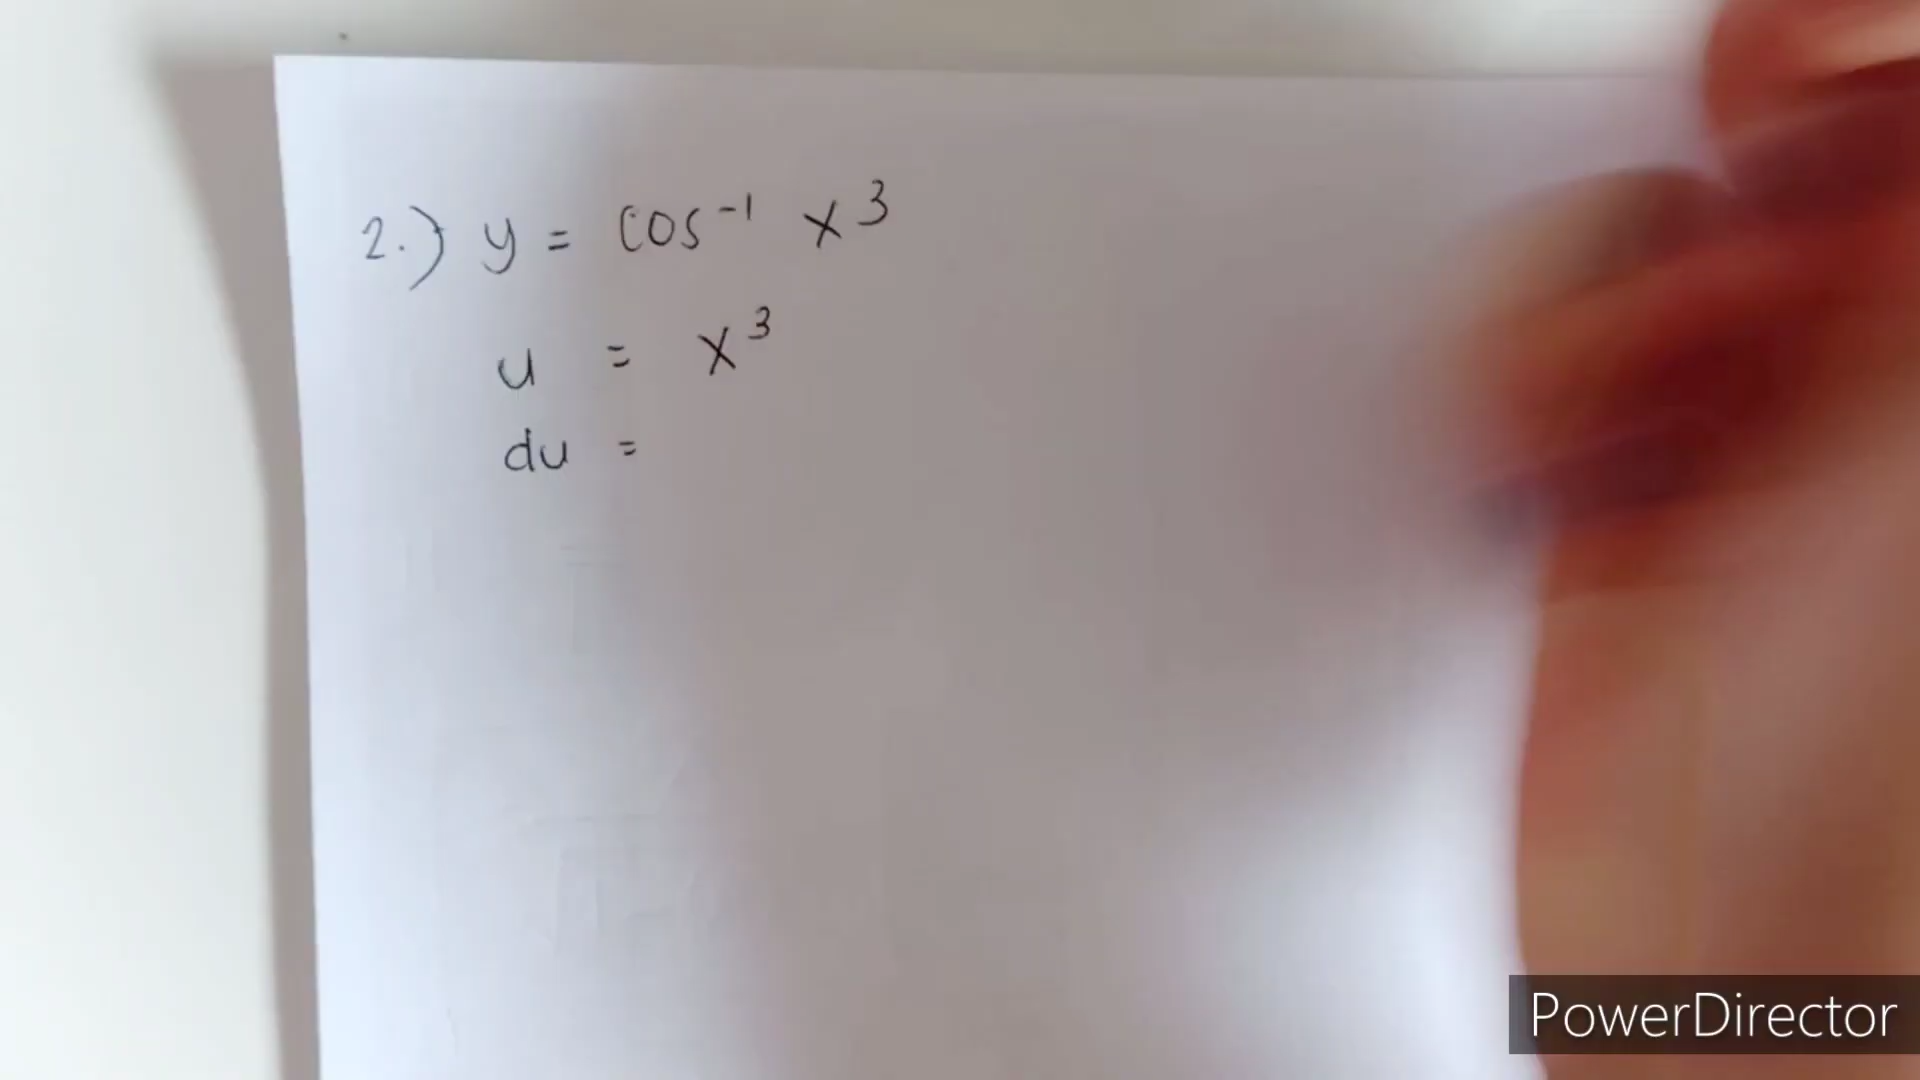 2.) y = cos⁻¹ x³
u = x³
du =
PowerDirector